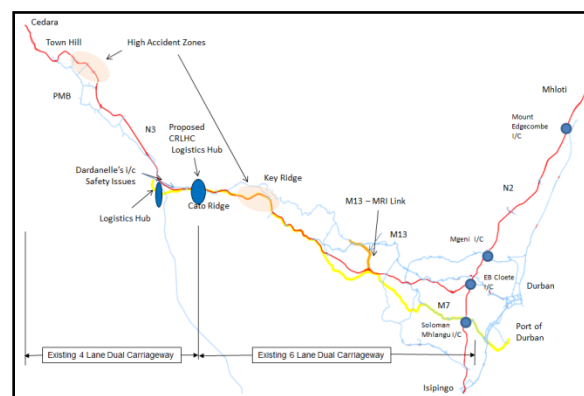 Cedara
Town Hill
High Accident Zones
PMB
Mhloti
Mount
Edgecombe
I/C
N3
Proposed
CRLHC
Logistics Hub
Dardanelle's i/c
Safety Issues
Key Ridge
Logistics Hub
Cato Ridge
M13 – MRI Link
M13
N2
Mgeni I/C
EB Cloete
I/C
Durban
M7
Soloman
Mhlangu I/C
Port of
Durban
Existing 4 Lane Dual Carriageway
Existing 6 Lane Dual Carriageway
Isipingo